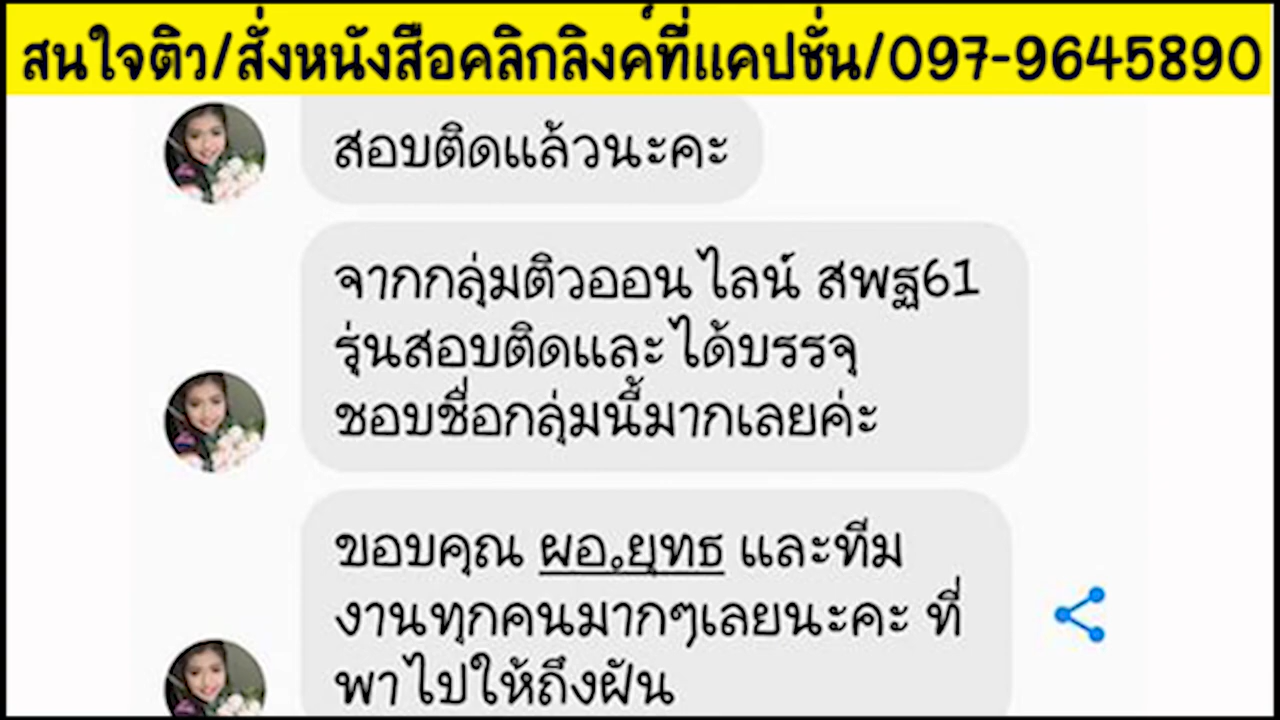 สนใจติว/สั่งหนังสือคลิกลิงค์ที่แคปชั่น/097-9645890
สอบติดแล้วนะคะ
จากกลุ่มติวออนไลน์ สพฐ61
รุ่นสอบติดและได้บรรจุ
ชอบชื่อกลุ่มนี้มากเลยค่ะ
ขอบคุณ ผอ.ยุทธ และทีม
งานทุกคนมากๆเลยนะคะ ที่
พาไปให้ถึงฝัน